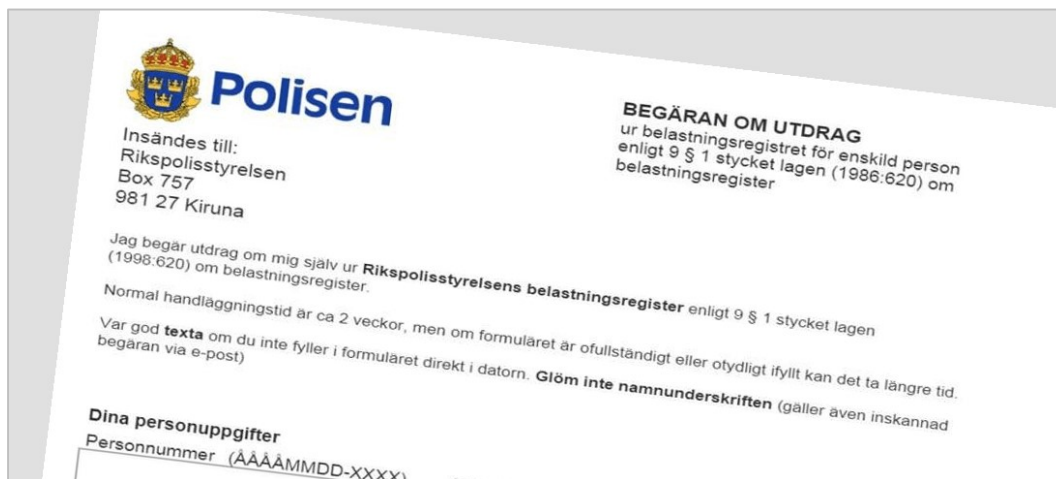 Polisen
Insändes till:
Rikspolisstyrelsen
Box 757
981 27 Kiruna
BEGÄRAN OM UTDRAG
ur belastningsregistret för enskild person
enligt 9 § 1 stycket lagen (1986:620) om
belastningsregister
Jag begär utdrag om mig själv ur Rikspolisstyrelsens belastningsregister enligt 9 § 1 stycket lagen
(1998:620) om belastningsregister.
Normal handläggningstid är ca 2 veckor, men om formuläret är ofullständigt eller otydligt ifyllt kan det ta längre tid.
Var god texta om du inte fyller i formuläret direkt i datorn. Glöm inte namnunderskriften (gäller även inskannad
begäran via e-post)
Dina personuppgifter
Personnummer (ÅÅÅÅMMDD-XXXX)